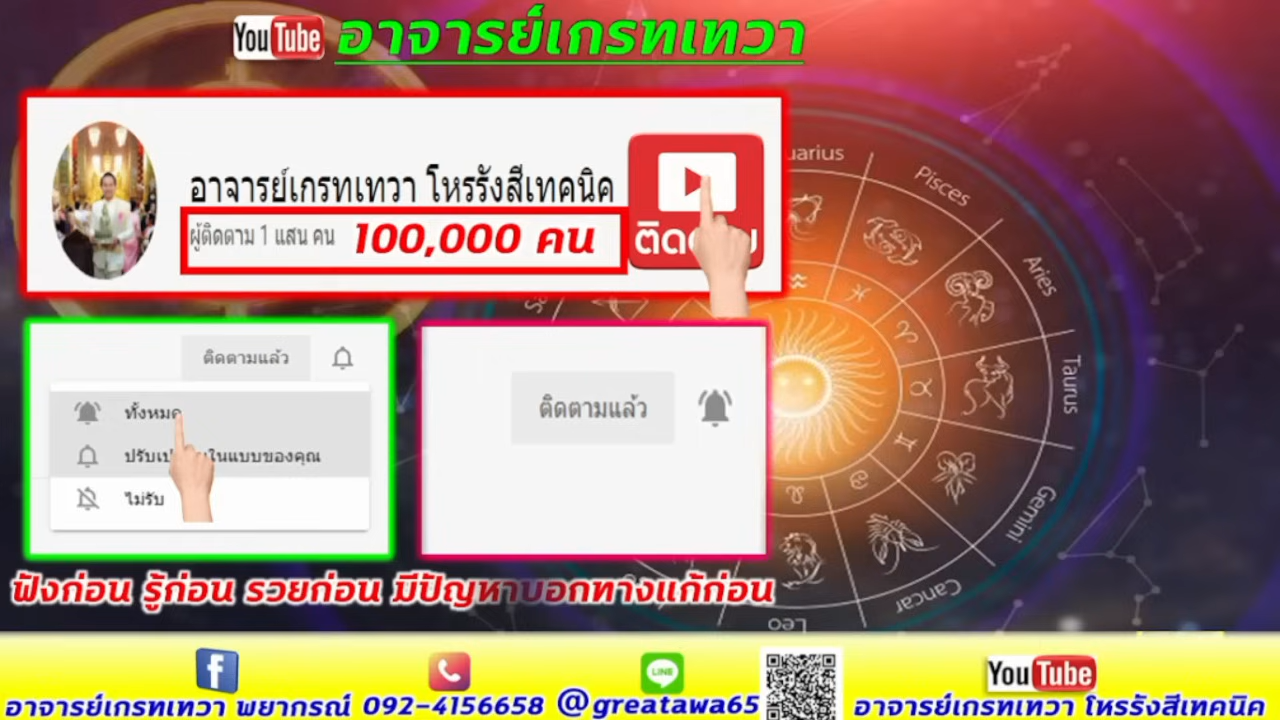 YouTube อาจารย์เกรทเทวา
อาจารย์เกรทเทวา โหรรังสีเทคนิค
ผู้ติดตาม 1 แสน คน 100,000 คน
ติดตามแล้ว
ทั้งหมด
ไม่รับ
ติดตามแล้ว
ฟังก่อน รู้ก่อน รวยก่อน มีปัญหาบอกทางแก้ก่อน
Pisces
Aries
Taurus
Gemini
Cancer
Leo
LINE
YouTube
อาจารย์เกรทเทวา พยากรณ์ 092-4156658 @greatawa65 อาจารย์เกรทเทวา โหรรังสีเทคนิค